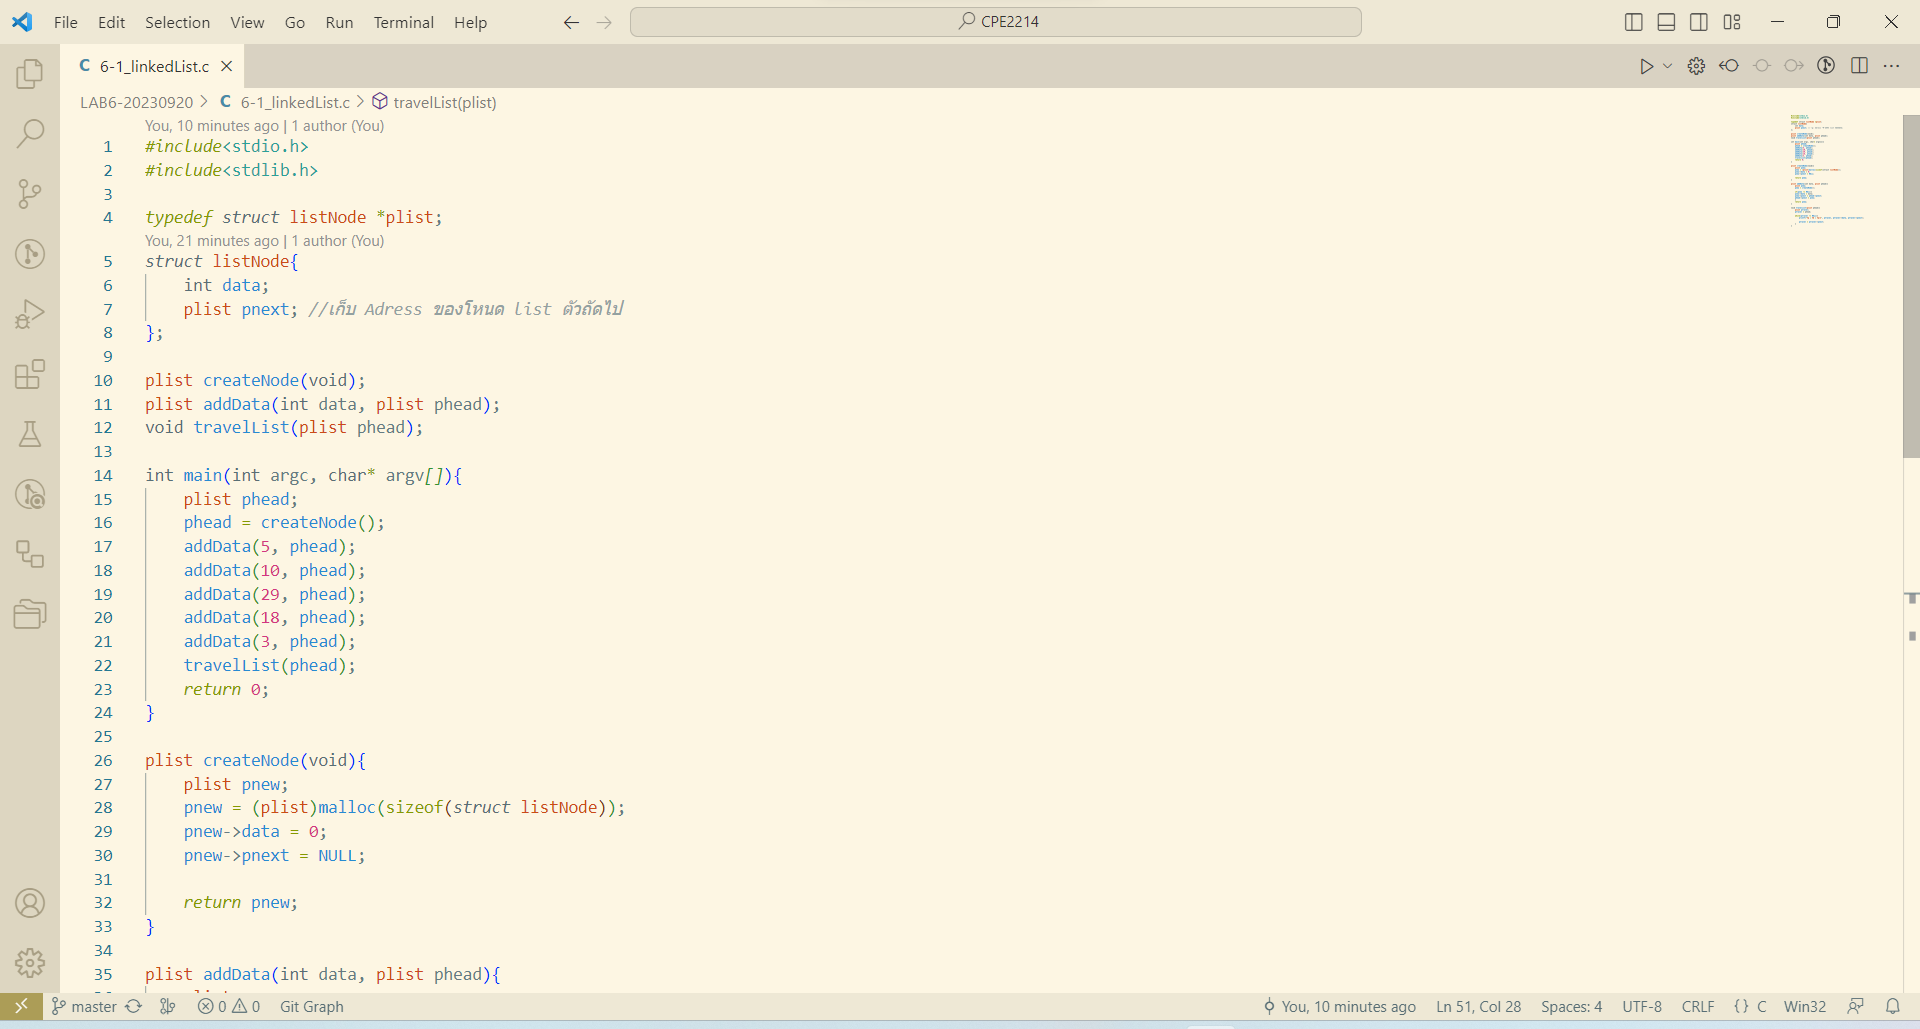 File Edit Selection View Go Run Terminal Help CPE2214
C 6-1_linkedList.c
LAB6-20230920 > C 6-1_linkedList.c > travelList(plist)
You, 10 minutes ago | 1 author (You)
1 #include<stdio.h>
2 #include<stdlib.h>
3
4 typedef struct listNode *plist;
You, 21 minutes ago | 1 author (You)
5 struct listNode{
6 int data;
7 plist pnext; //เก็บ Adress ของโหนด list ตัวถัดไป
8 };
9
10 plist createNode(void);
11 plist addData(int data, plist phead);
12 void travelList(plist phead);
13
14 int main(int argc, char* argv[]){
15 plist phead;
16 phead = createNode();
17 addData(5, phead);
18 addData(10, phead);
19 addData(29, phead);
20 addData(18, phead);
21 addData(3, phead);
22 travelList(phead);
23 return 0;
24 }
25
26 plist createNode(void){
27 plist pnew;
28 pnew = (plist)malloc(sizeof(struct listNode));
29 pnew->data = 0;
30 pnew->pnext = NULL;
31
32 return pnew;
33 }
34
35 plist addData(int data, plist phead){
master 0 0 Git Graph You, 10 minutes ago Ln 51, Col 28 Spaces: 4 UTF-8 CRLF {} C Win32